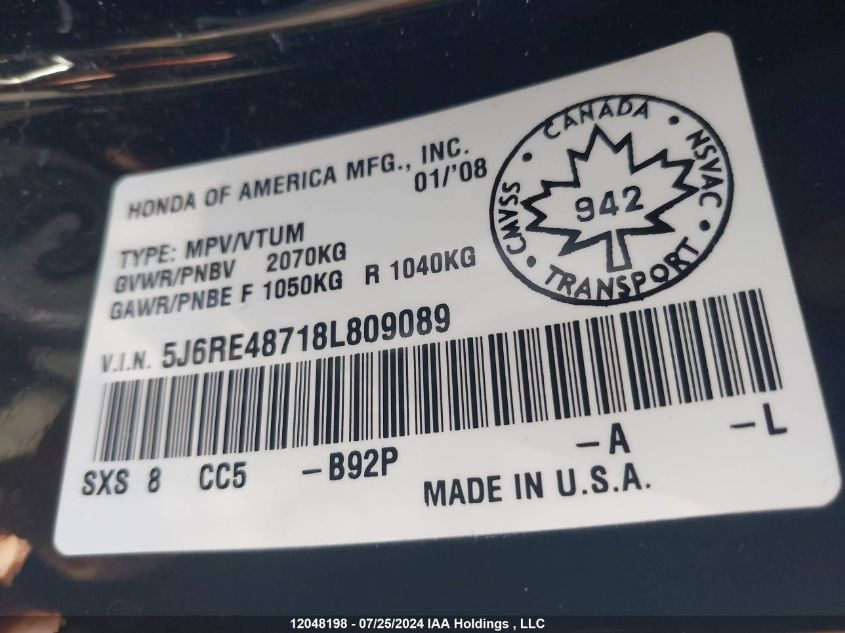 HONDA OF AMERICA MFG., INC.
01/'08
TYPE: MPV/VTUM
GVWR/PNBV 2070KG
GAWR/PNBE F 1050KG R 1040KG
V.I.N. 5J6RE48718L809089
SXS 8 CC5 -B92P -A -L
MADE IN U.S.A.
CANADA • NSVAC • TRANSPORT • CMVSS •
942
12048198 - 07/25/2024 IAA Holdings , LLC